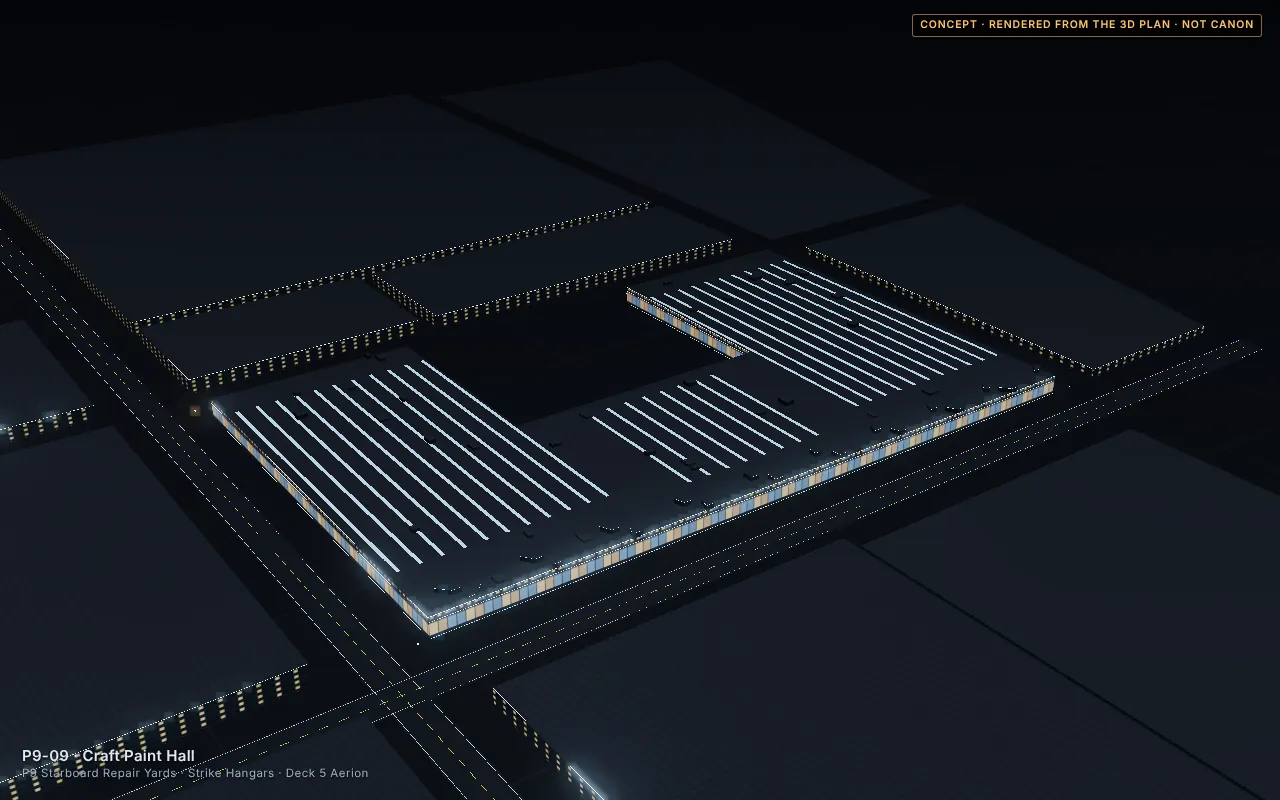 CONCEPT · RENDERED FROM THE 3D PLAN · NOT CANON
P9-09 · Craft Paint Hall
P9 Starboard Repair Yards · Strike Hangars · Deck 5 Aerion